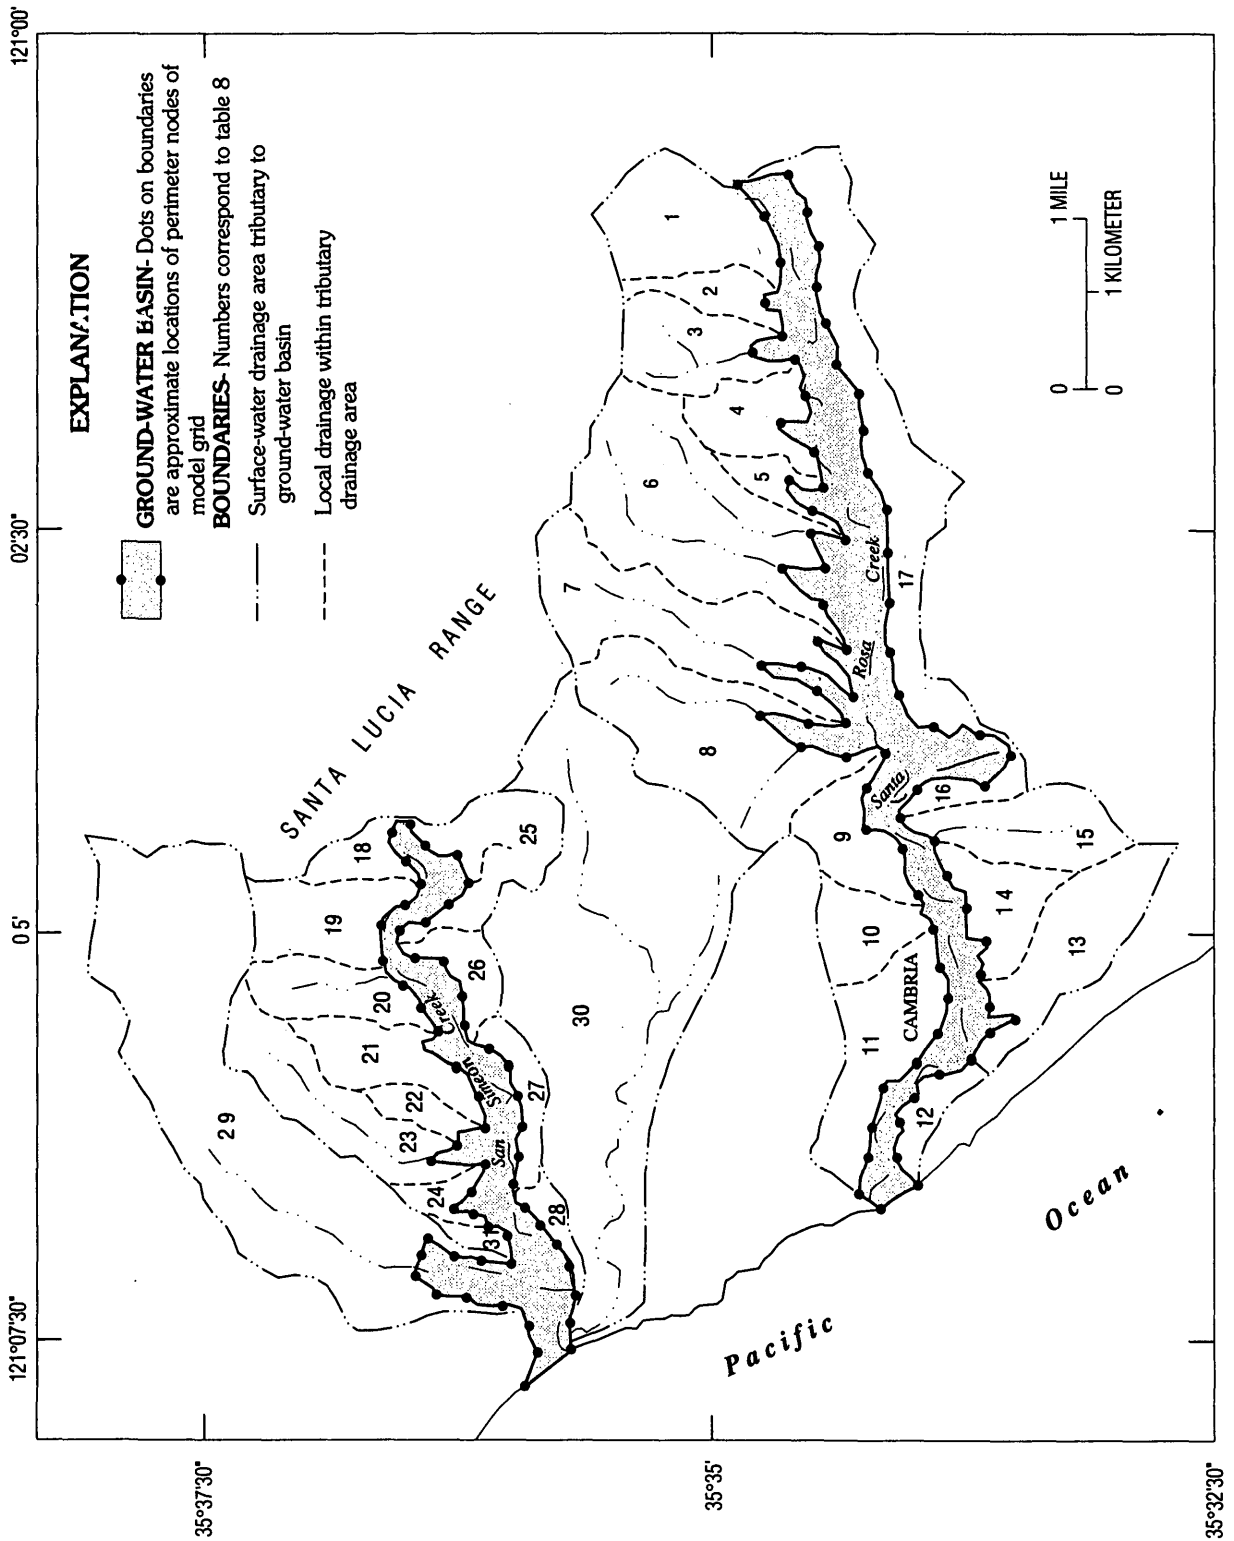 121°00'
02'30"
05'
121°07'30"
35°37'30"
35°35'
35°32'30"
EXPLANATION
GROUND-WATER BASIN- Dots on boundaries
are approximate locations of perimeter nodes of
model grid
BOUNDARIES- Numbers correspond to table 8
Surface-water drainage area tributary to
ground-water basin
Local drainage within tributary
drainage area
SANTA LUCIA RANGE
1 MILE
0
0
1 KILOMETER
1
2
3
4
5
6
7
8
9
10
11
12
13
14
15
16
17
18
19
20
21
22
23
24
25
26
27
28
29
30
31
San Simeon Creek
Santa Rosa Creek
CAMBRIA
Pacific Ocean